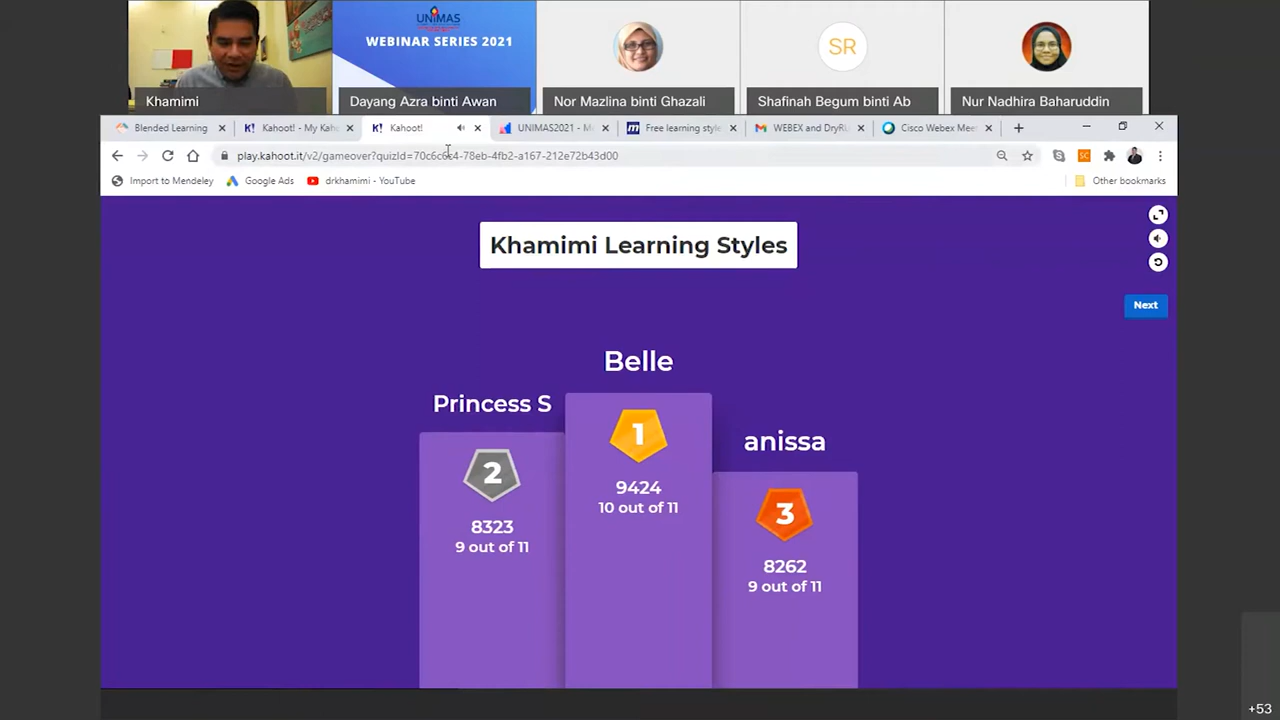 UNIMAS
WEBINAR SERIES 2021
SR
Khamimi
Dayang Azra binti Awan
Nor Mazlina binti Ghazali
Shafinah Begum binti Ab
Nur Nadhira Baharuddin
Blended Learning
K! Kahoot! - My Kaho
K! Kahoot!
UNIMAS2021 - M
Free learning style
WEBEX and DryRu
Cisco Webex Mee
play.kahoot.it/v2/gameover?quizId=70c6c6c4-78eb-4fb2-a167-212e72b43d00
SC
Import to Mendeley
Google Ads
drkhamimi - YouTube
Other bookmarks
Khamimi Learning Styles
Next
Belle
Princess S
anissa
1
9424
10 out of 11
2
8323
9 out of 11
3
8262
9 out of 11
+53